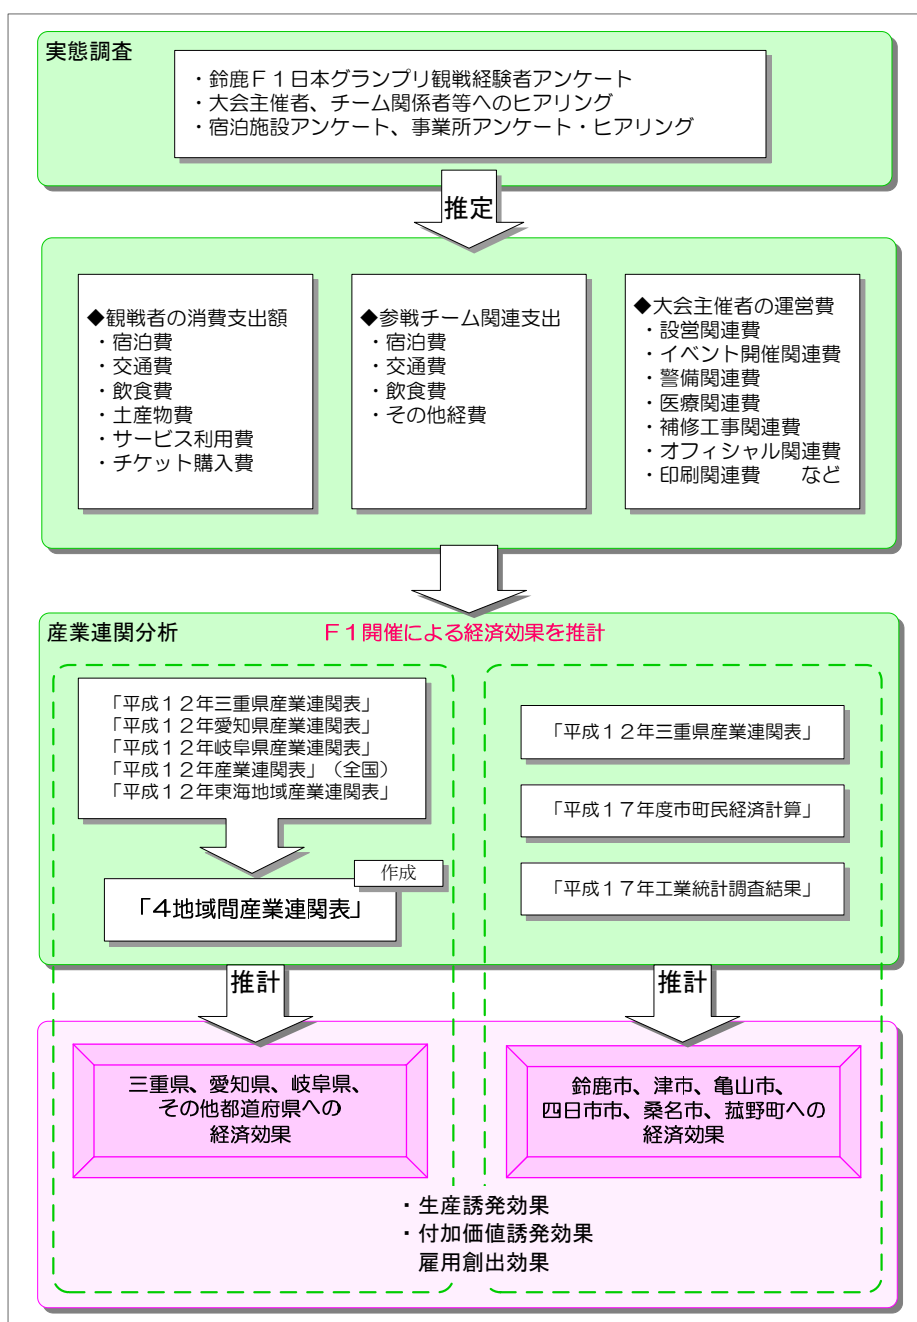 実態調査
・鈴鹿F1日本グランプリ観戦経験者アンケート
・大会主催者、チーム関係者等へのヒアリング
・宿泊施設アンケート、事業所アンケート・ヒアリング
推定
◆観戦者の消費支出額
・宿泊費
・交通費
・飲食費
・土産物費
・サービス利用費
・チケット購入費
◆参戦チーム関連支出
・宿泊費
・交通費
・飲食費
・その他経費
◆大会主催者の運営費
・設営関連費
・イベント開催関連費
・警備関連費
・医療関連費
・補修工事関連費
・オフィシャル関連費
・印刷関連費　　など
産業連関分析
F1開催による経済効果を推計
「平成12年三重県産業連関表」
「平成12年愛知県産業連関表」
「平成12年岐阜県産業連関表」
「平成12年産業連関表」（全国）
「平成12年東海地域産業連関表」
作成
「4地域間産業連関表」
「平成12年三重県産業連関表」
「平成17年度市町民経済計算」
「平成17年工業統計調査結果」
推計
推計
三重県、愛知県、岐阜県、
その他都道府県への
経済効果
鈴鹿市、津市、亀山市、
四日市市、桑名市、菰野町への
経済効果
・生産誘発効果
・付加価値誘発効果
雇用創出効果